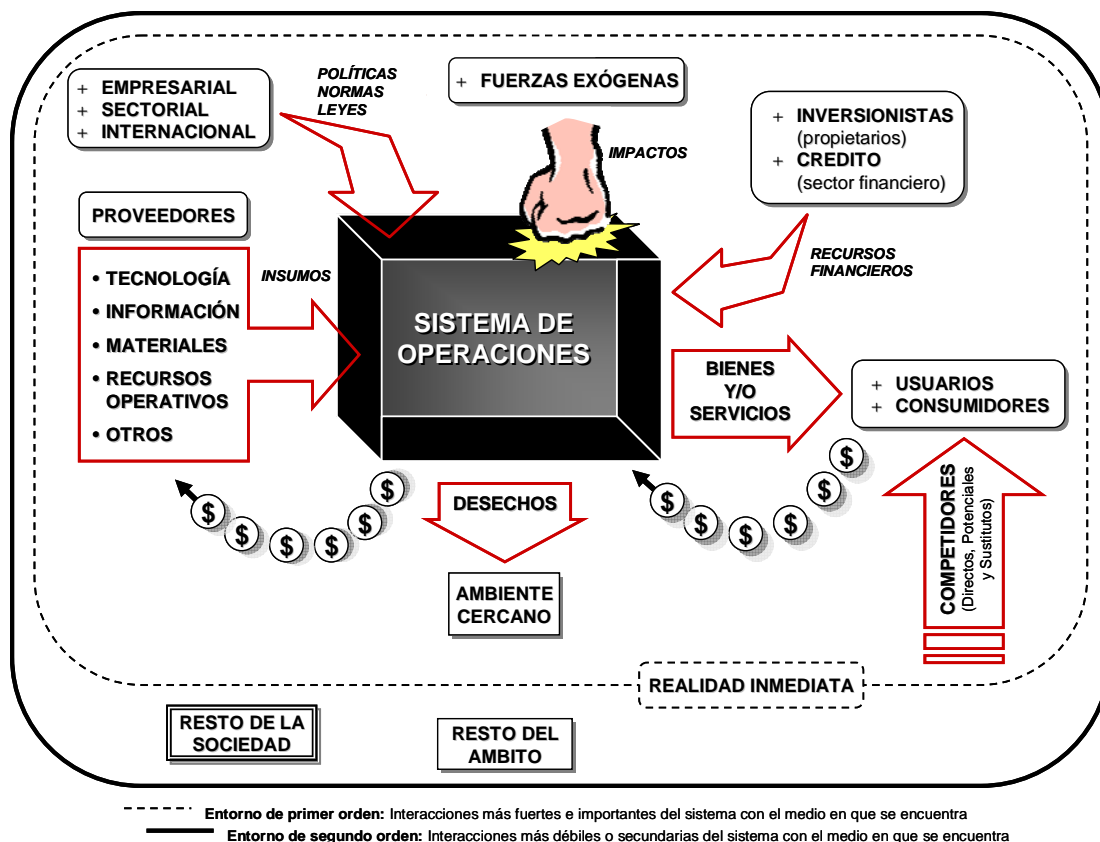 + EMPRESARIAL
+ SECTORIAL
+ INTERNACIONAL
POLÍTICAS
NORMAS
LEYES
+ FUERZAS EXÓGENAS
IMPACTOS
+ INVERSIONISTAS
(propietarios)
+ CREDITO
(sector financiero)
RECURSOS
FINANCIEROS
PROVEEDORES
• TECNOLOGÍA
• INFORMACIÓN
• MATERIALES
• RECURSOS
OPERATIVOS
• OTROS
INSUMOS
SISTEMA DE
OPERACIONES
BIENES
Y/O
SERVICIOS
+ USUARIOS
+ CONSUMIDORES
$ $ $ $ $ $
DESECHOS
$ $ $ $ $ $
AMBIENTE
CERCANO
COMPETIDORES
(Directos, Potenciales
y Sustitutos)
REALIDAD INMEDIATA
RESTO DE LA
SOCIEDAD
RESTO DEL
AMBITO
Entorno de primer orden: Interacciones más fuertes e importantes del sistema con el medio en que se encuentra
Entorno de segundo orden: Interacciones más débiles o secundarias del sistema con el medio en que se encuentra